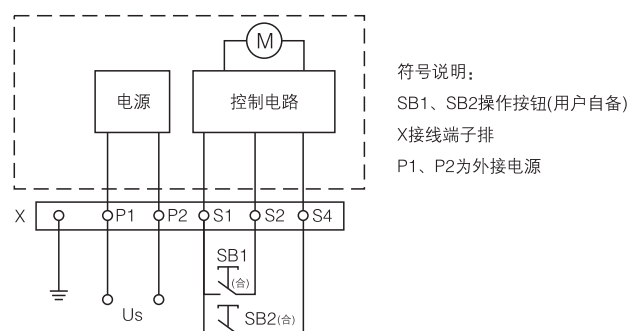 M
电源
控制电路
X
P1
P2
S1
S2
S4
SB1
(合)
Us
SB2(合)
符号说明：
SB1、SB2操作按钮(用户自备)
X接线端子排
P1、P2为外接电源